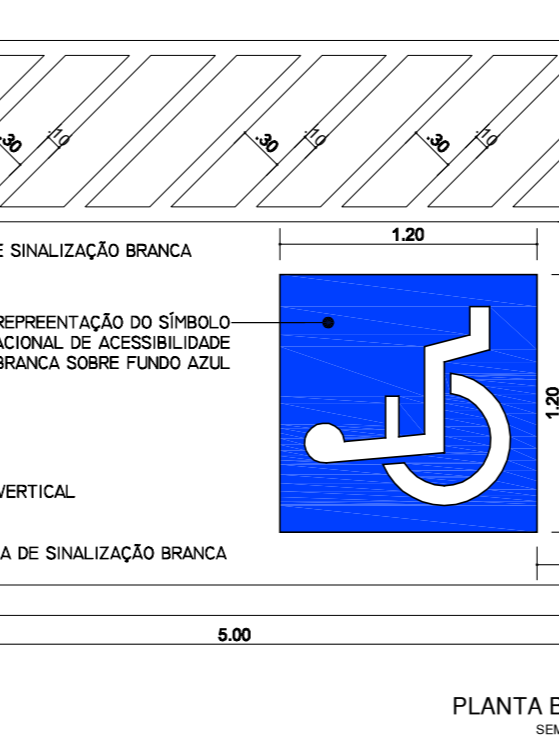 .30 .10 .30 .10 .30 .10
1.20
E SINALIZAÇÃO BRANCA
REPREENTAÇÃO DO SÍMBOLO
ACIONAL DE ACESSIBILIDADE
BRANCA SOBRE FUNDO AZUL
1.20
VERTICAL
A DE SINALIZAÇÃO BRANCA
5.00
PLANTA B
SEM